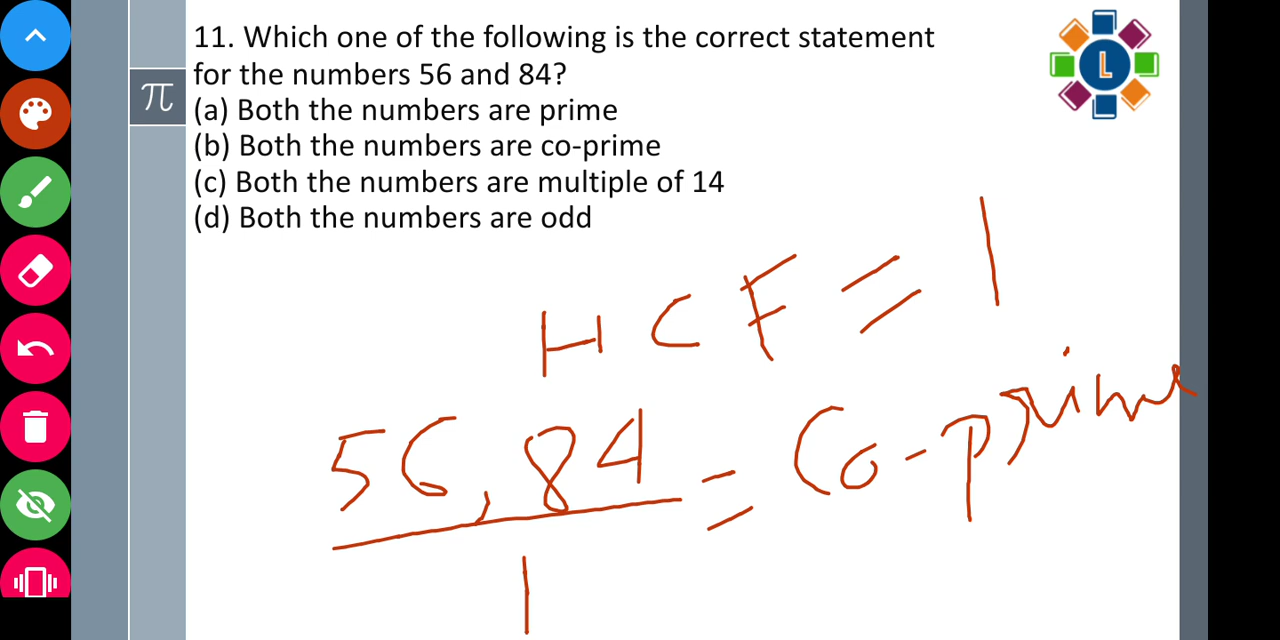 11. Which one of the following is the correct statement
for the numbers 56 and 84?
(a) Both the numbers are prime
(b) Both the numbers are co-prime
(c) Both the numbers are multiple of 14
(d) Both the numbers are odd
π
L
HCF = 1
56, 84 = Co-prime
1